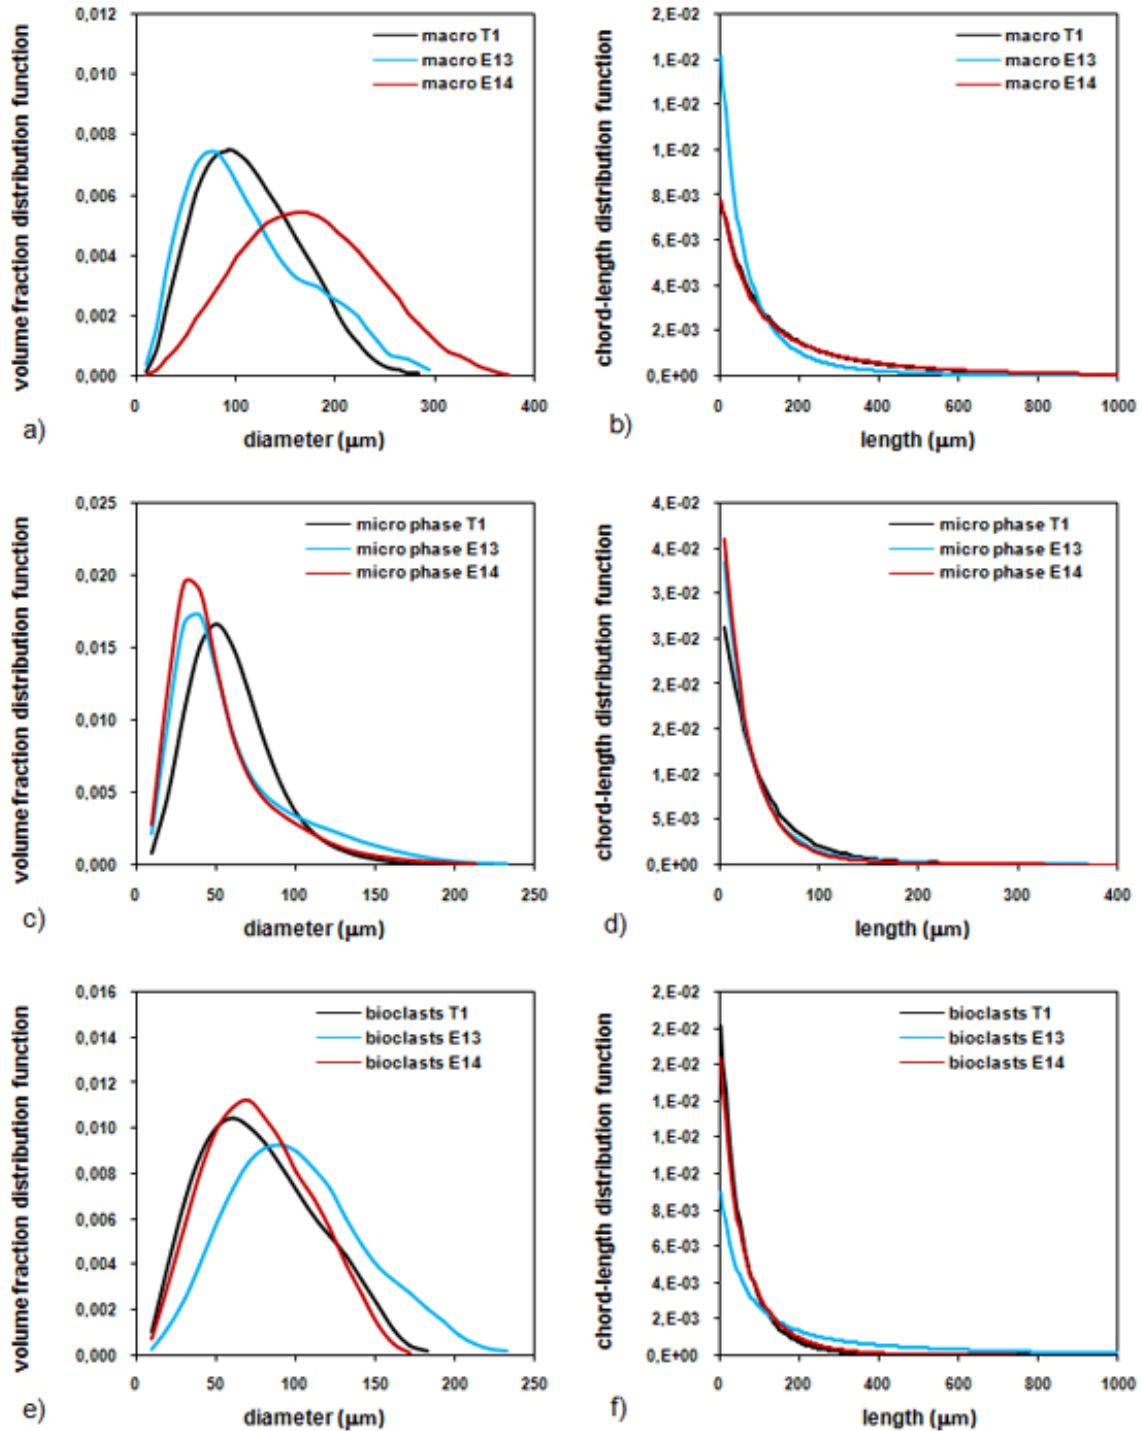 volume fraction distribution function
0,012
0,010
0,008
0,006
0,004
0,002
0,000
macro T1
macro E13
macro E14
0 100 200 300 400
diameter (μm)
a)
chord-length distribution function
2,E-02
1,E-02
1,E-02
1,E-02
8,E-03
6,E-03
4,E-03
2,E-03
0,E+00
macro T1
macro E13
macro E14
0 200 400 600 800 1000
length (μm)
b)
volume fraction distribution function
0,025
0,020
0,015
0,010
0,005
0,000
micro phase T1
micro phase E13
micro phase E14
0 50 100 150 200 250
diameter (μm)
c)
chord-length distribution function
4,E-02
4,E-02
3,E-02
3,E-02
2,E-02
2,E-02
1,E-02
5,E-03
0,E+00
micro phase T1
micro phase E13
micro phase E14
0 100 200 300 400
length (μm)
d)
volume fraction distribution function
0,016
0,014
0,012
0,010
0,008
0,006
0,004
0,002
0,000
bioclasts T1
bioclasts E13
bioclasts E14
0 50 100 150 200 250
diameter (μm)
e)
chord-length distribution function
2,E-02
2,E-02
2,E-02
1,E-02
1,E-02
1,E-02
8,E-03
6,E-03
4,E-03
2,E-03
0,E+00
bioclasts T1
bioclasts E13
bioclasts E14
0 200 400 600 800 1000
length (μm)
f)